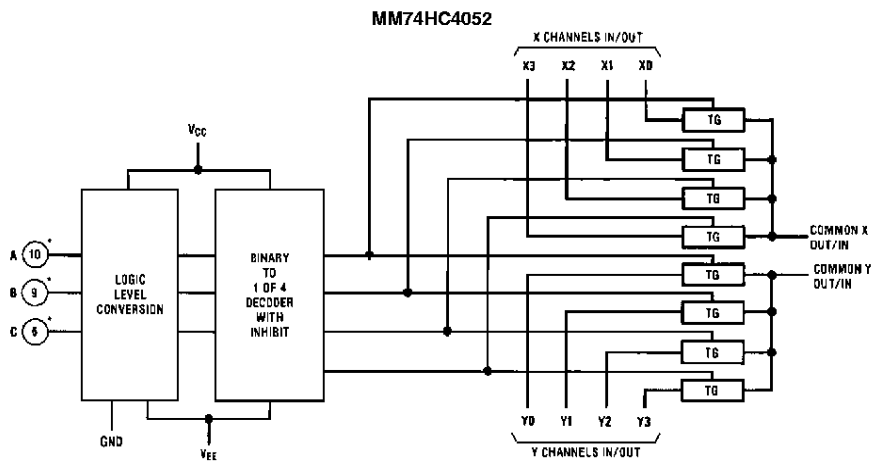 MM74HC4052
X CHANNELS IN/OUT
X3 X2 X1 X0
TG
TG
TG
TG
TG
TG
TG
TG
VCC
A 10 *
B 9 *
C 6 *
LOGIC
LEVEL
CONVERSION
BINARY
TO
1 OF 4
DECODER
WITH
INHIBIT
COMMON X
OUT/IN
COMMON Y
OUT/IN
GND
VEE
Y0 Y1 Y2 Y3
Y CHANNELS IN/OUT